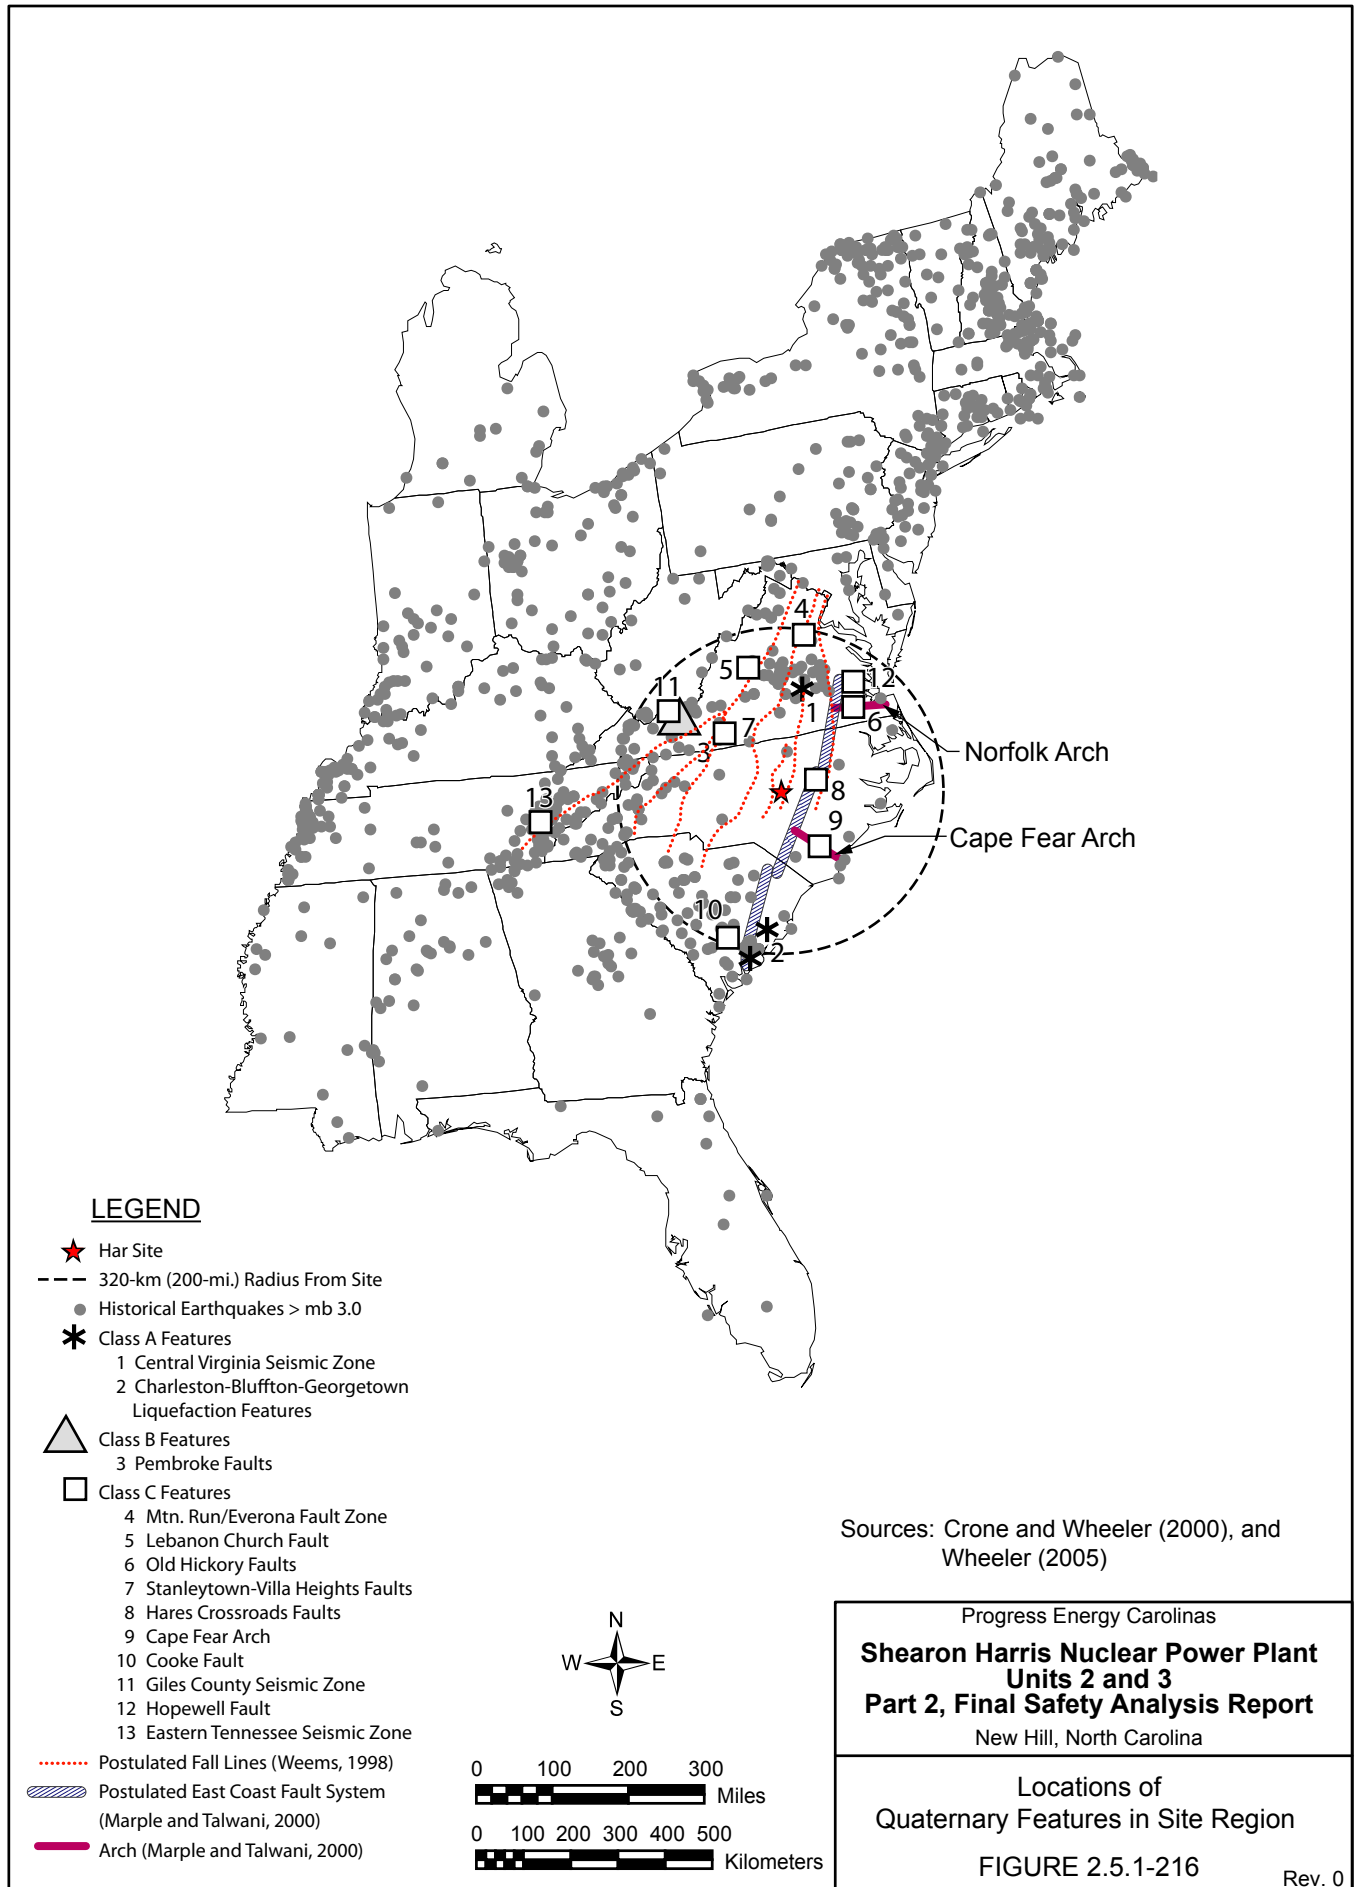 4
5
12
11
1
6
7
3
Norfolk Arch
13
8
9
Cape Fear Arch
10
2
LEGEND
Har Site
320-km (200-mi.) Radius From Site
Historical Earthquakes > mb 3.0
Class A Features
1 Central Virginia Seismic Zone
2 Charleston-Bluffton-Georgetown
Liquefaction Features
Class B Features
3 Pembroke Faults
Class C Features
4 Mtn. Run/Everona Fault Zone
5 Lebanon Church Fault
6 Old Hickory Faults
7 Stanleytown-Villa Heights Faults
8 Hares Crossroads Faults
9 Cape Fear Arch
10 Cooke Fault
11 Giles County Seismic Zone
12 Hopewell Fault
13 Eastern Tennessee Seismic Zone
Postulated Fall Lines (Weems, 1998)
Postulated East Coast Fault System
(Marple and Talwani, 2000)
Arch (Marple and Talwani, 2000)
N
W E
S
0 100 200 300
Miles
0 100 200 300 400 500
Kilometers
Sources: Crone and Wheeler (2000), and
Wheeler (2005)
Progress Energy Carolinas
Shearon Harris Nuclear Power Plant
Units 2 and 3
Part 2, Final Safety Analysis Report
New Hill, North Carolina
Locations of
Quaternary Features in Site Region
FIGURE 2.5.1-216
Rev. 0